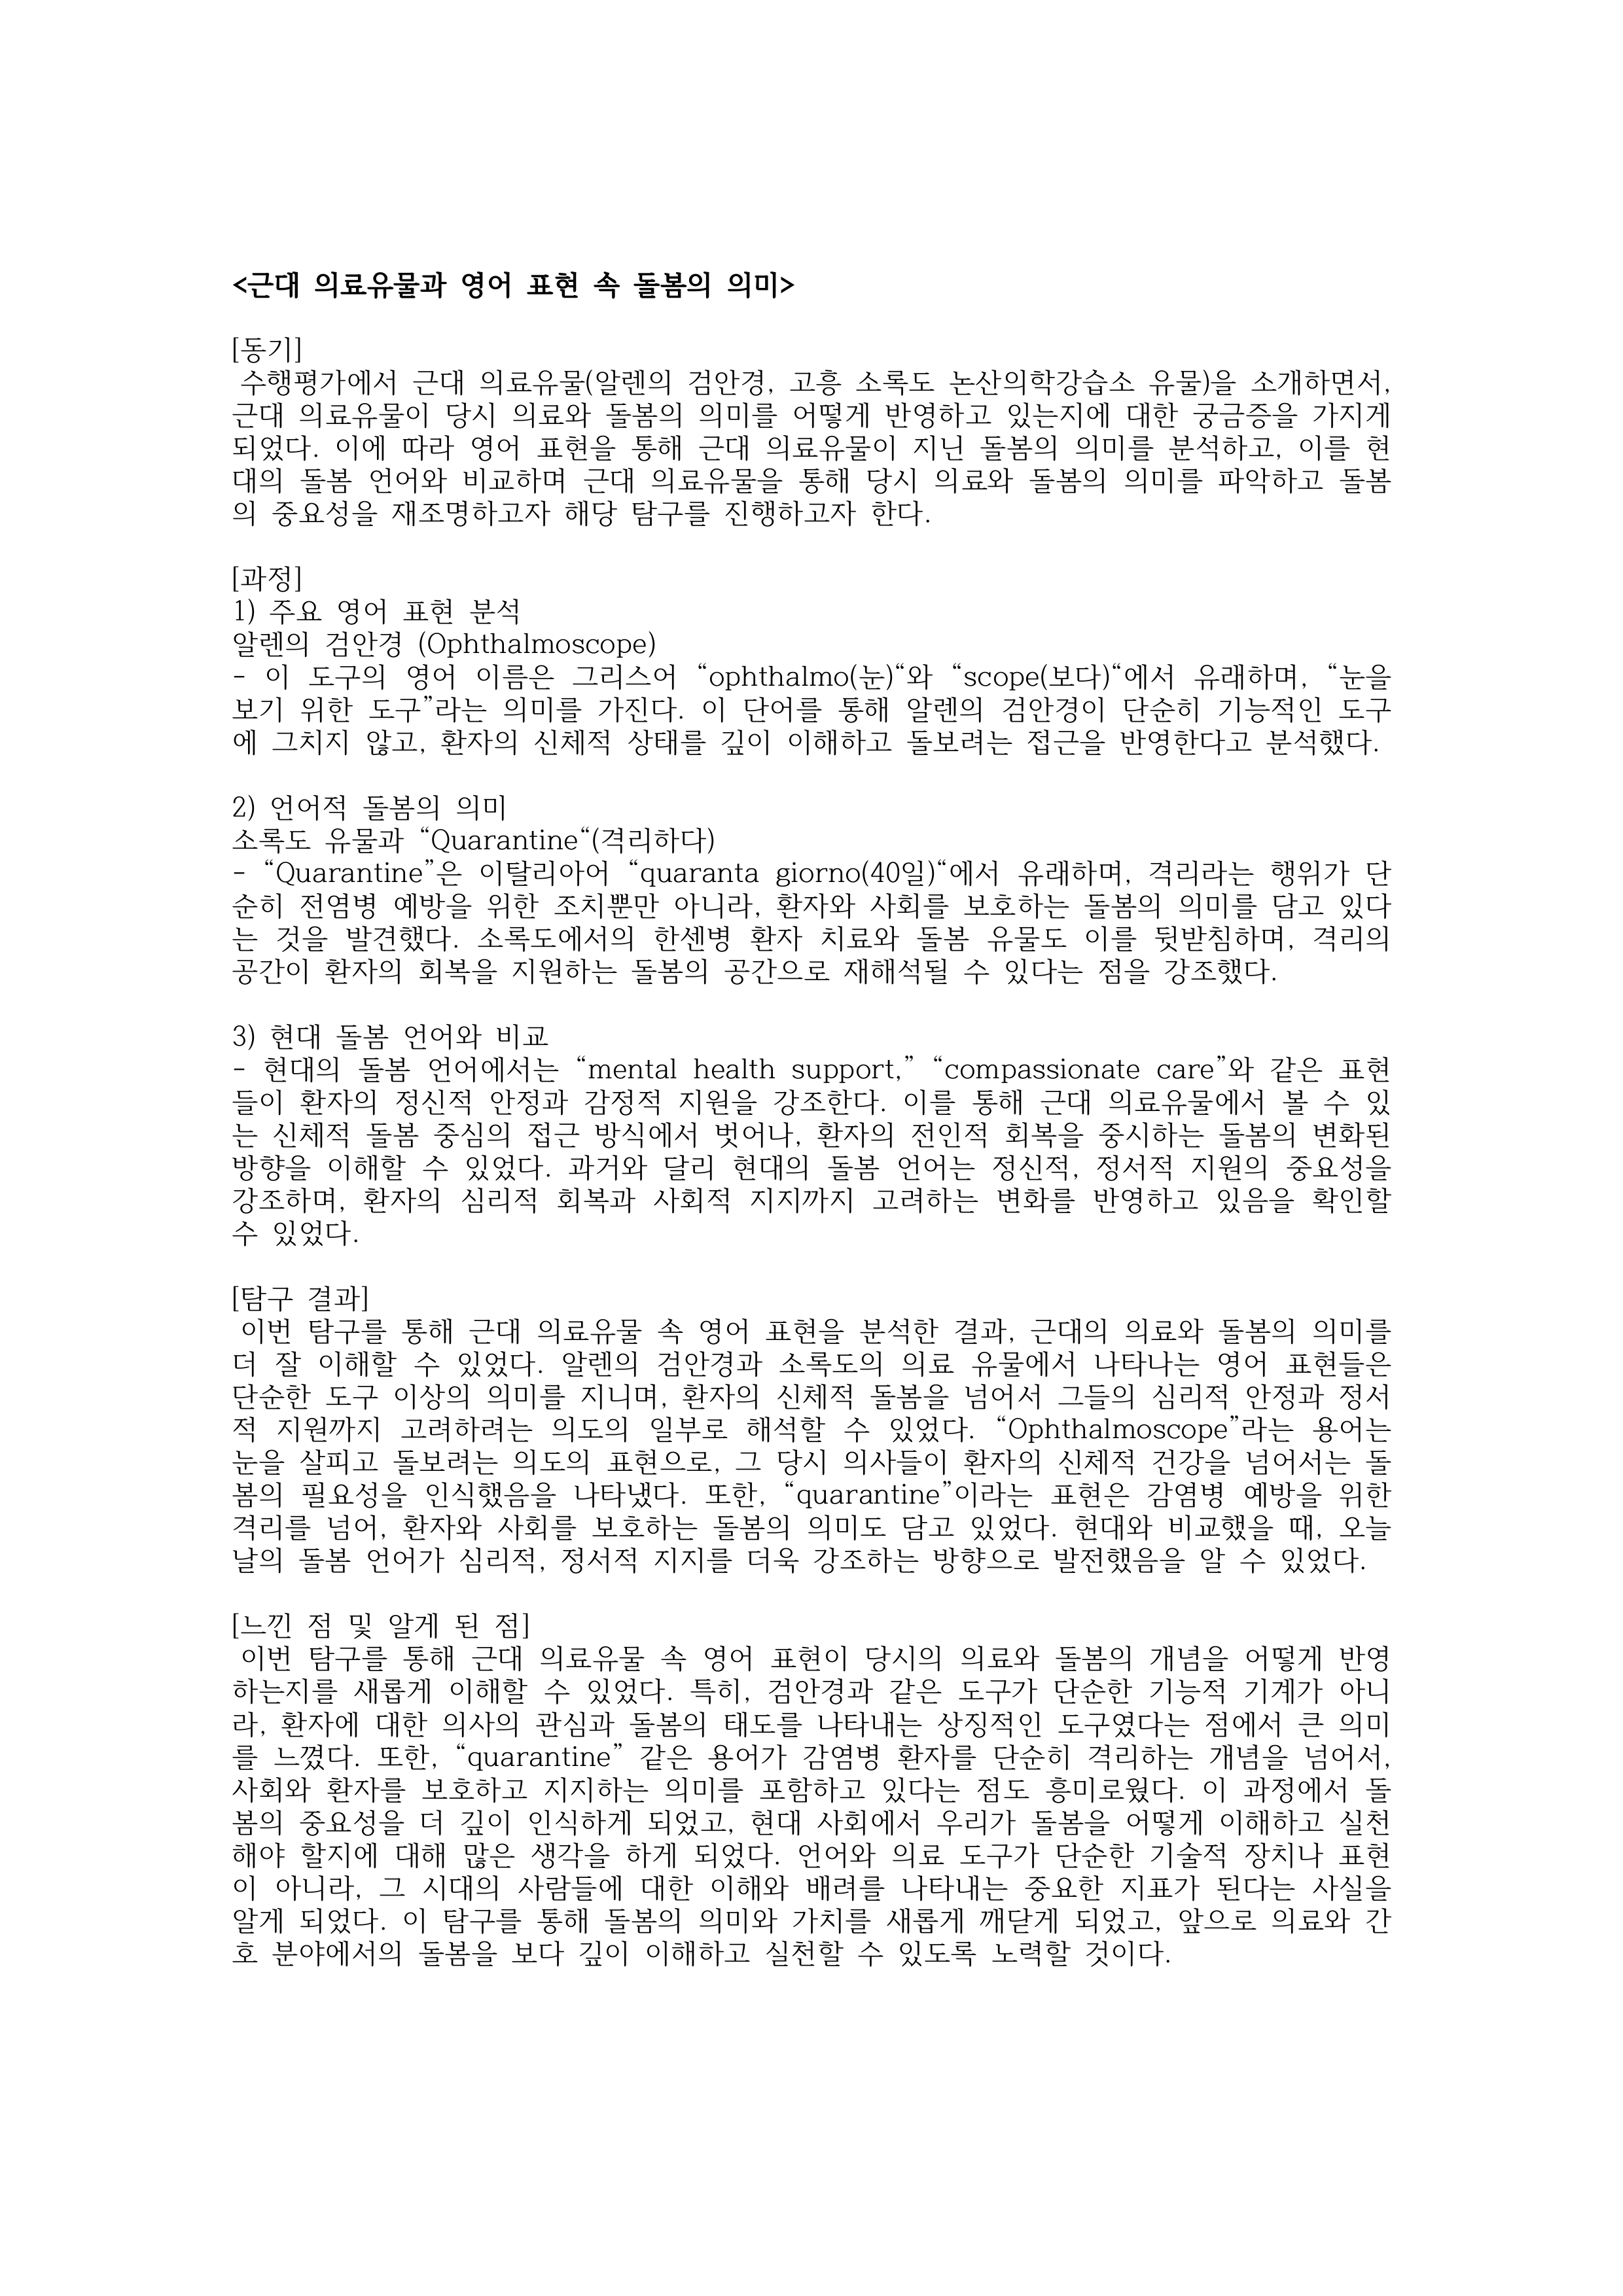 <근대 의료유물과 영어 표현 속 돌봄의 의미>
[동기]
수행평가에서 근대 의료유물(알렌의 검안경, 고흥 소록도 논산의학강습소 유물)을 소개하면서,
근대 의료유물이 당시 의료와 돌봄의 의미를 어떻게 반영하고 있는지에 대한 궁금증을 가지게
되었다. 이에 따라 영어 표현을 통해 근대 의료유물이 지닌 돌봄의 의미를 분석하고, 이를 현
대의 돌봄 언어와 비교하며 근대 의료유물을 통해 당시 의료와 돌봄의 의미를 파악하고 돌봄
의 중요성을 재조명하고자 해당 탐구를 진행하고자 한다.
[과정]
1) 주요 영어 표현 분석
알렌의 검안경 (Ophthalmoscope)
- 이 도구의 영어 이름은 그리스어 “ophthalmo(눈)“와 “scope(보다)“에서 유래하며, “눈을
보기 위한 도구”라는 의미를 가진다. 이 단어를 통해 알렌의 검안경이 단순히 기능적인 도구
에 그치지 않고, 환자의 신체적 상태를 깊이 이해하고 돌보려는 접근을 반영한다고 분석했다.
2) 언어적 돌봄의 의미
소록도 유물과 “Quarantine“(격리하다)
- “Quarantine”은 이탈리아어 “quaranta giorno(40일)“에서 유래하며, 격리라는 행위가 단
순히 전염병 예방을 위한 조치뿐만 아니라, 환자와 사회를 보호하는 돌봄의 의미를 담고 있다
는 것을 발견했다. 소록도에서의 한센병 환자 치료와 돌봄 유물도 이를 뒷받침하며, 격리의
공간이 환자의 회복을 지원하는 돌봄의 공간으로 재해석될 수 있다는 점을 강조했다.
3) 현대 돌봄 언어와 비교
- 현대의 돌봄 언어에서는 “mental health support,” “compassionate care”와 같은 표현
들이 환자의 정신적 안정과 감정적 지원을 강조한다. 이를 통해 근대 의료유물에서 볼 수 있
는 신체적 돌봄 중심의 접근 방식에서 벗어나, 환자의 전인적 회복을 중시하는 돌봄의 변화된
방향을 이해할 수 있었다. 과거와 달리 현대의 돌봄 언어는 정신적, 정서적 지원의 중요성을
강조하며, 환자의 심리적 회복과 사회적 지지까지 고려하는 변화를 반영하고 있음을 확인할
수 있었다.
[탐구 결과]
이번 탐구를 통해 근대 의료유물 속 영어 표현을 분석한 결과, 근대의 의료와 돌봄의 의미를
더 잘 이해할 수 있었다. 알렌의 검안경과 소록도의 의료 유물에서 나타나는 영어 표현들은
단순한 도구 이상의 의미를 지니며, 환자의 신체적 돌봄을 넘어서 그들의 심리적 안정과 정서
적 지원까지 고려하려는 의도의 일부로 해석할 수 있었다. “Ophthalmoscope”라는 용어는
눈을 살피고 돌보려는 의도의 표현으로, 그 당시 의사들이 환자의 신체적 건강을 넘어서는 돌
봄의 필요성을 인식했음을 나타냈다. 또한, “quarantine”이라는 표현은 감염병 예방을 위한
격리를 넘어, 환자와 사회를 보호하는 돌봄의 의미도 담고 있었다. 현대와 비교했을 때, 오늘
날의 돌봄 언어가 심리적, 정서적 지지를 더욱 강조하는 방향으로 발전했음을 알 수 있었다.
[느낀 점 및 알게 된 점]
이번 탐구를 통해 근대 의료유물 속 영어 표현이 당시의 의료와 돌봄의 개념을 어떻게 반영
하는지를 새롭게 이해할 수 있었다. 특히, 검안경과 같은 도구가 단순한 기능적 기계가 아니
라, 환자에 대한 의사의 관심과 돌봄의 태도를 나타내는 상징적인 도구였다는 점에서 큰 의미
를 느꼈다. 또한, “quarantine” 같은 용어가 감염병 환자를 단순히 격리하는 개념을 넘어서,
사회와 환자를 보호하고 지지하는 의미를 포함하고 있다는 점도 흥미로웠다. 이 과정에서 돌
봄의 중요성을 더 깊이 인식하게 되었고, 현대 사회에서 우리가 돌봄을 어떻게 이해하고 실천
해야 할지에 대해 많은 생각을 하게 되었다. 언어와 의료 도구가 단순한 기술적 장치나 표현
이 아니라, 그 시대의 사람들에 대한 이해와 배려를 나타내는 중요한 지표가 된다는 사실을
알게 되었다. 이 탐구를 통해 돌봄의 의미와 가치를 새롭게 깨닫게 되었고, 앞으로 의료와 간
호 분야에서의 돌봄을 보다 깊이 이해하고 실천할 수 있도록 노력할 것이다.